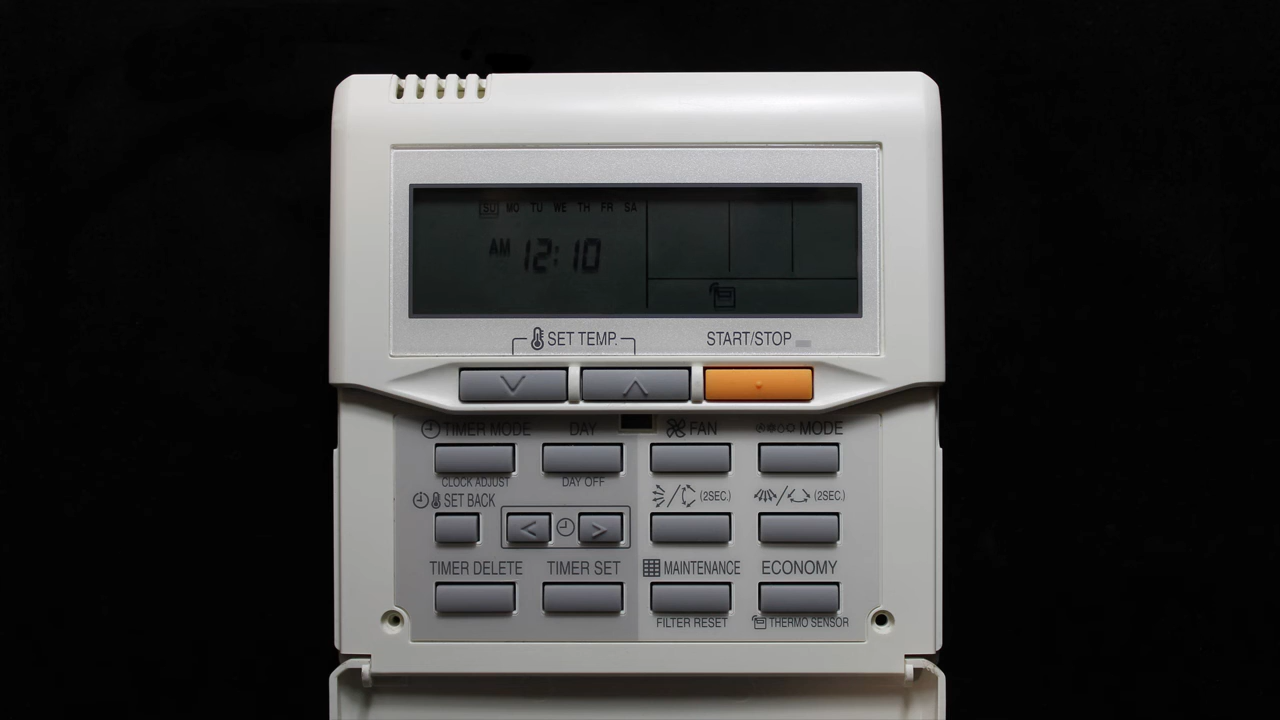 SU MO TU WE TH FR SA
AM 12:10
SET TEMP. START/STOP
TIMER MODE DAY FAN MODE
CLOCK ADJUST DAY OFF
SET BACK (2SEC.) (2SEC.)
TIMER DELETE TIMER SET MAINTENANCE ECONOMY
FILTER RESET THERMO SENSOR